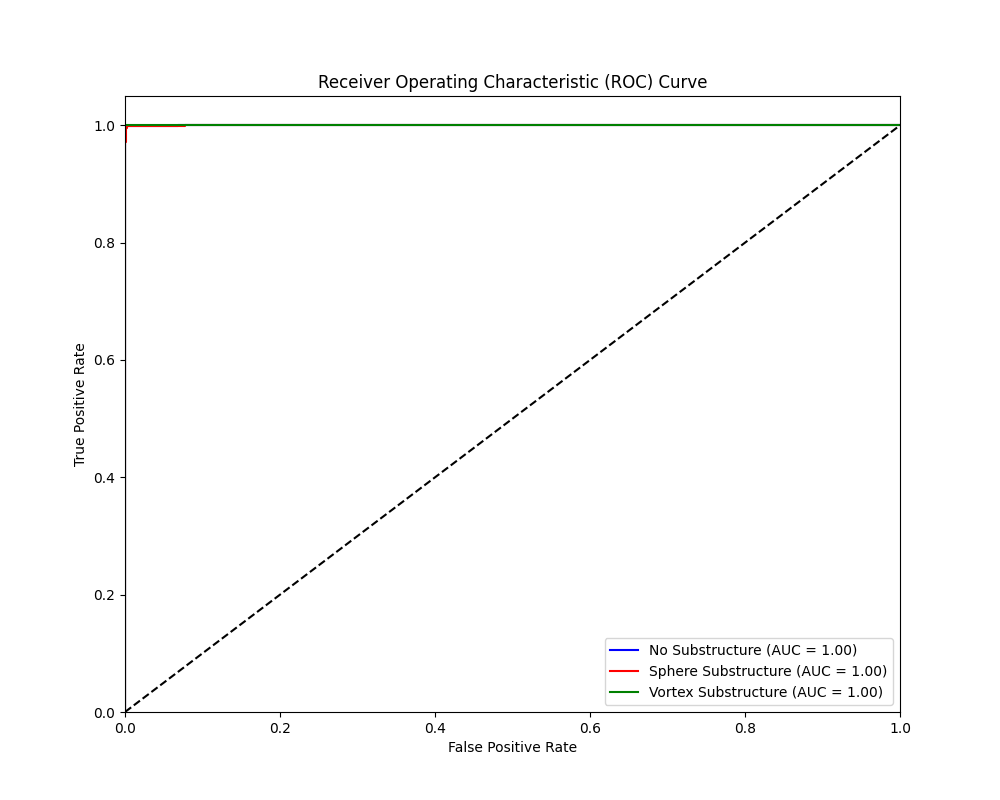 Receiver Operating Characteristic (ROC) Curve
1.0
0.8
0.6
0.4
0.2
0.0
True Positive Rate
No Substructure (AUC = 1.00)
Sphere Substructure (AUC = 1.00)
Vortex Substructure (AUC = 1.00)
0.0 0.2 0.4 0.6 0.8 1.0
False Positive Rate